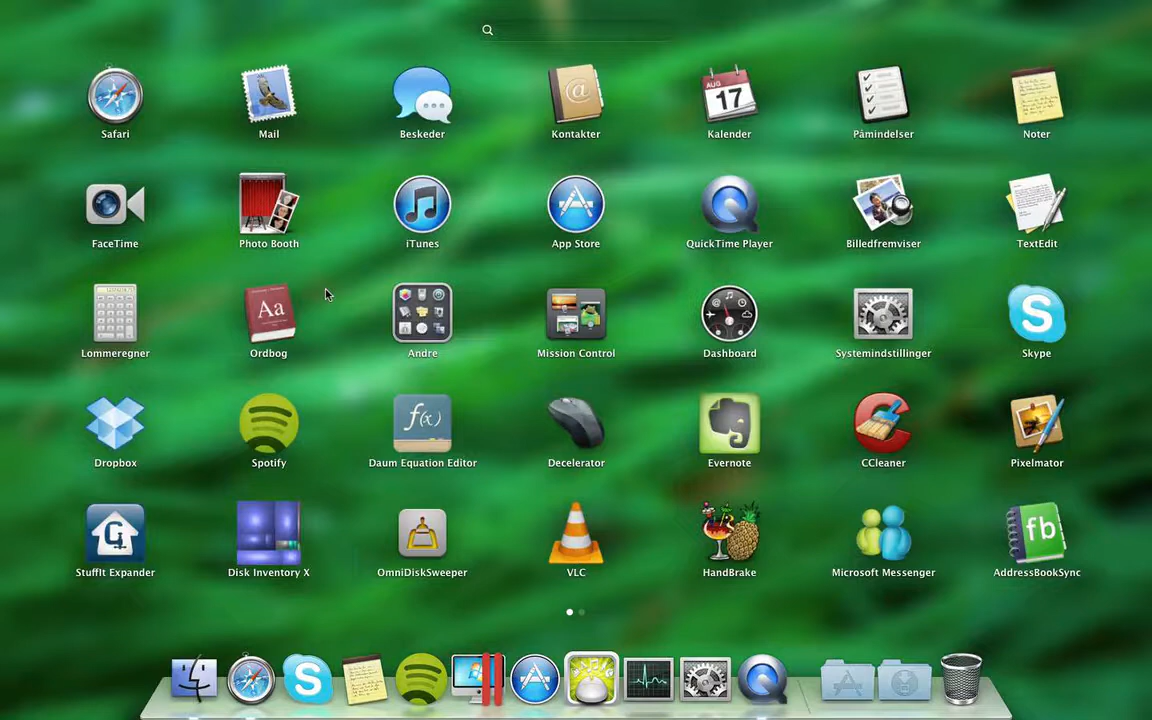 Safari Mail Beskeder Kontakter AUG 17 Kalender Påmindelser Noter
FaceTime Photo Booth iTunes App Store QuickTime Player Billedfremviser TextEdit
Lommeregner Aa Ordbog Andre Mission Control Dashboard Systemindstillinger Skype
Dropbox Spotify f(x) Daum Equation Editor Decelerator Evernote CCleaner Pixelmator
StuffIt Expander Disk Inventory X OmniDiskSweeper VLC HandBrake Microsoft Messenger fb AddressBookSync